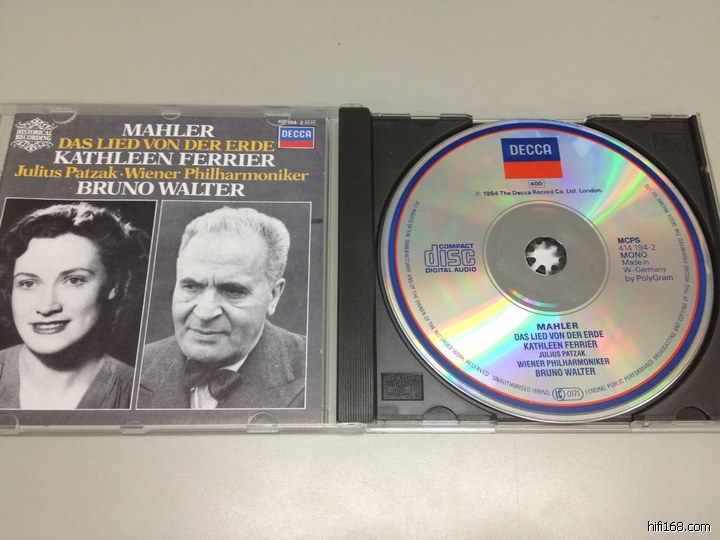 HISTORICAL
RECORDING
MAHLER
DAS LIED VON DER ERDE
KATHLEEN FERRIER
Julius Patzak · Wiener Philharmoniker
BRUNO WALTER
DECCA
DECCA
ADD
℗ 1984 The Decca Record Co. Ltd. London.
COMPACT
disc
DIGITAL AUDIO
MCPS
414 194-2
MONO
Made in
W.-Germany
by PolyGram
MAHLER
DAS LIED VON DER ERDE
KATHLEEN FERRIER
JULIUS PATZAK
WIENER PHILHARMONIKER
BRUNO WALTER
LC 0171
hifi168.com